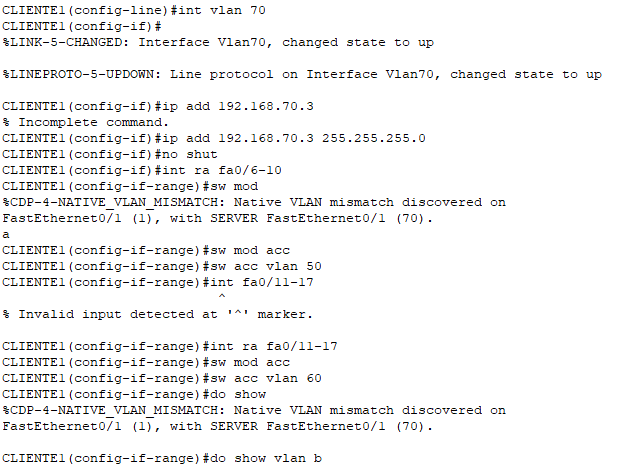 CLIENTE1(config-line)#int vlan 70
CLIENTE1(config-if)#
%LINK-5-CHANGED: Interface Vlan70, changed state to up
%LINEPROTO-5-UPDOWN: Line protocol on Interface Vlan70, changed state to up
CLIENTE1(config-if)#ip add 192.168.70.3
% Incomplete command.
CLIENTE1(config-if)#ip add 192.168.70.3 255.255.255.0
CLIENTE1(config-if)#no shut
CLIENTE1(config-if)#int ra fa0/6-10
CLIENTE1(config-if-range)#sw mod
%CDP-4-NATIVE_VLAN_MISMATCH: Native VLAN mismatch discovered on
FastEthernet0/1 (1), with SERVER FastEthernet0/1 (70).
a
CLIENTE1(config-if-range)#sw mod acc
CLIENTE1(config-if-range)#sw acc vlan 50
CLIENTE1(config-if-range)#int fa0/11-17
^
% Invalid input detected at '^' marker.
CLIENTE1(config-if-range)#int ra fa0/11-17
CLIENTE1(config-if-range)#sw mod acc
CLIENTE1(config-if-range)#sw acc vlan 60
CLIENTE1(config-if-range)#do show
%CDP-4-NATIVE_VLAN_MISMATCH: Native VLAN mismatch discovered on
FastEthernet0/1 (1), with SERVER FastEthernet0/1 (70).
CLIENTE1(config-if-range)#do show vlan b